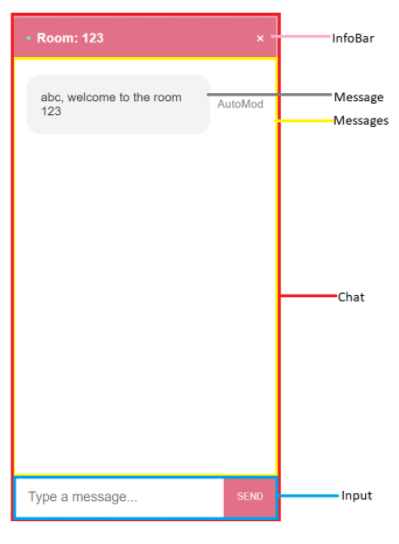 Room: 123 ×
InfoBar
abc, welcome to the room
123
AutoMod
Message
Messages
Chat
Type a message...
SEND
Input